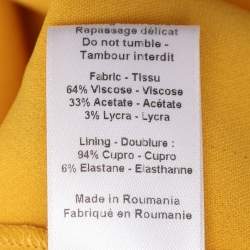 Repassage délicat
Do not tumble -
Tambour interdit
Fabric - Tissu
64% Viscose - Viscose
33% Acetate - Acétate
3% Lycra - Lycra
Lining - Doublure :
94% Cupro - Cupro
6% Elastane - Elasthanne
Made in Roumania
Fabriqué en Roumanie